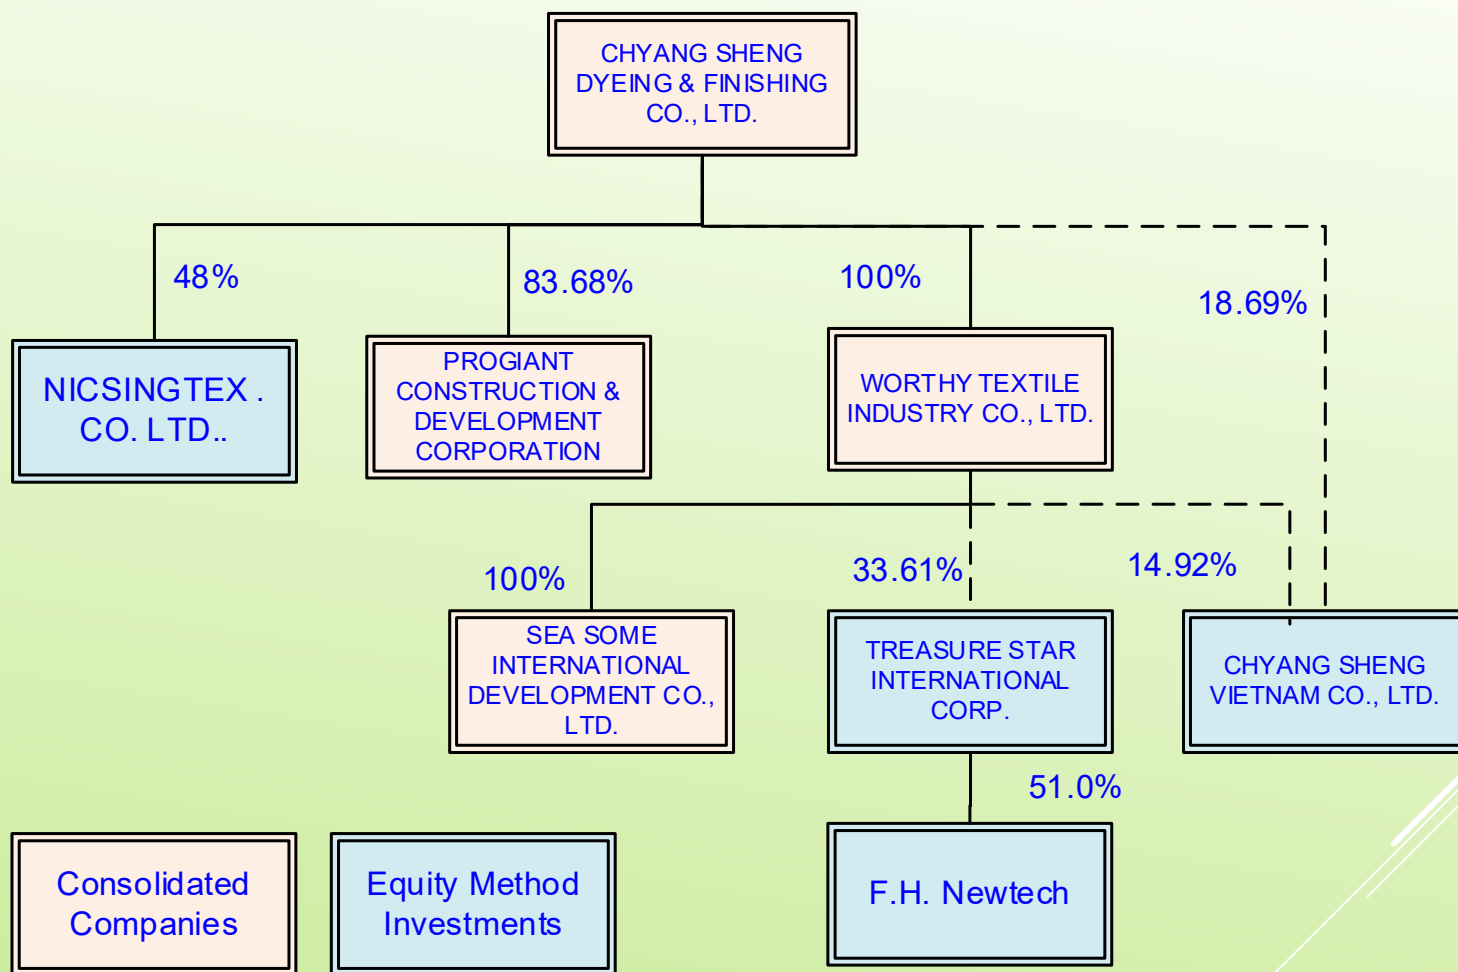 CHYANG SHENG
DYEING & FINISHING
CO., LTD.
48%
83.68%
100%
18.69%
NICSINGTEX .
CO. LTD..
PROGIANT
CONSTRUCTION &
DEVELOPMENT
CORPORATION
WORTHY TEXTILE
INDUSTRY CO., LTD.
100%
33.61%
14.92%
SEA SOME
INTERNATIONAL
DEVELOPMENT CO.,
LTD.
TREASURE STAR
INTERNATIONAL
CORP.
CHYANG SHENG
VIETNAM CO., LTD.
51.0%
Consolidated
Companies
Equity Method
Investments
F.H. Newtech